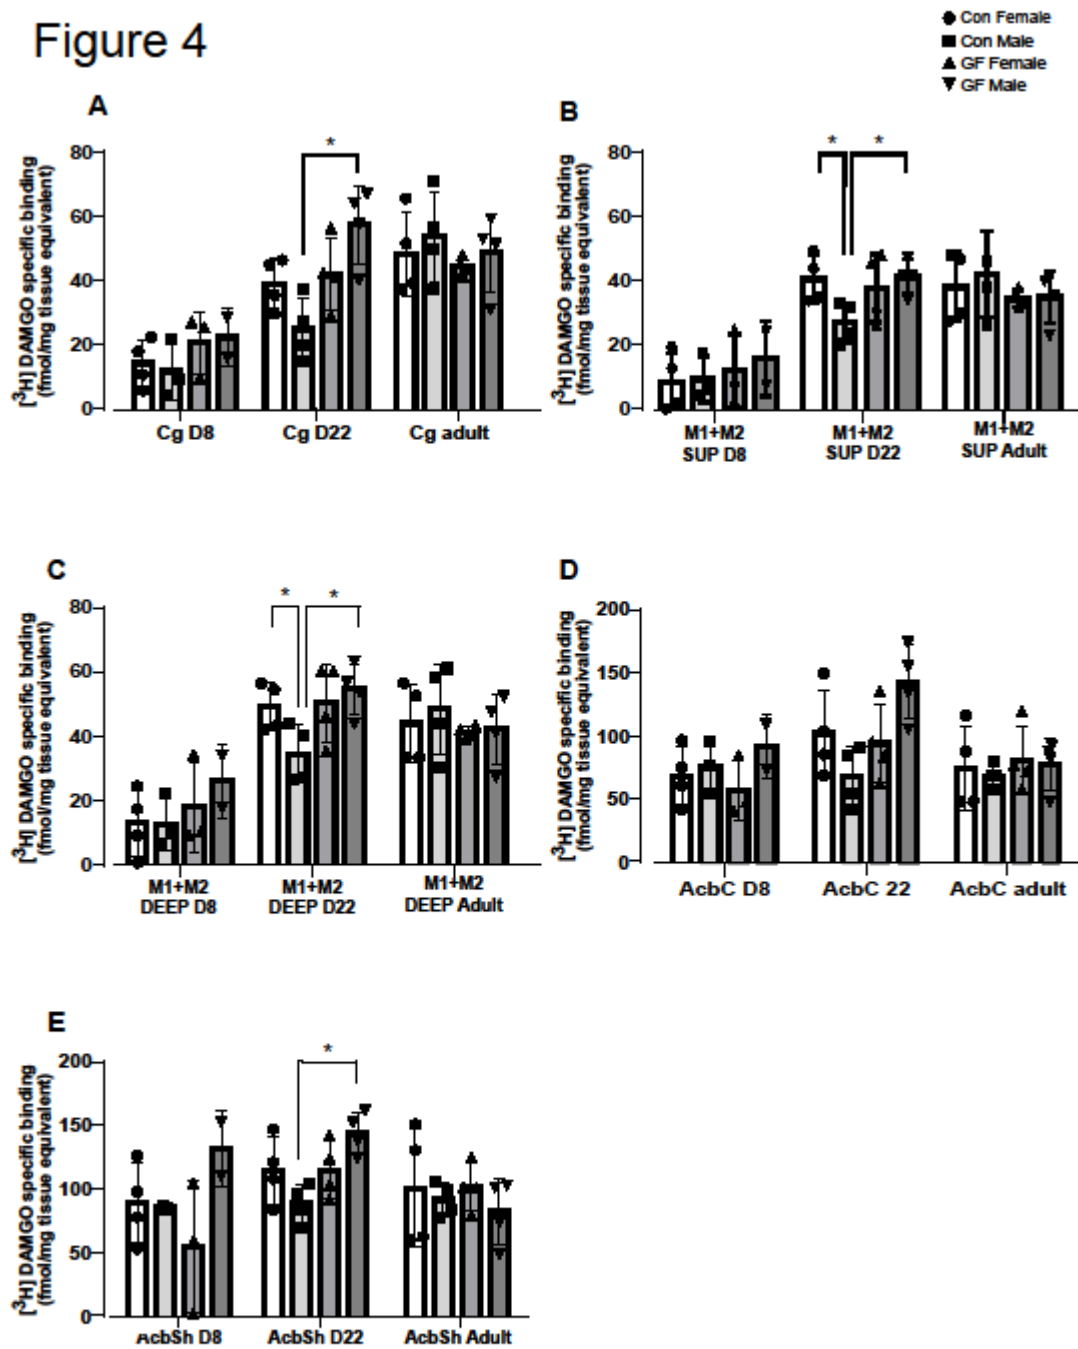 Figure 4
Con Female
Con Male
GF Female
GF Male
A
[3H] DAMGO specific binding
(fmol/mg tissue equivalent)
80
60
40
20
0
*
Cg D8
Cg D22
Cg adult
B
[3H] DAMGO specific binding
(fmol/mg tissue equivalent)
80
60
40
20
0
*
*
M1+M2
SUP D8
M1+M2
SUP D22
M1+M2
SUP Adult
C
[3H] DAMGO specific binding
(fmol/mg tissue equivalent)
80
60
40
20
0
*
*
M1+M2
DEEP D8
M1+M2
DEEP D22
M1+M2
DEEP Adult
D
[3H] DAMGO specific binding
(fmol/mg tissue equivalent)
200
150
100
50
0
AcbC D8
AcbC 22
AcbC adult
E
[3H] DAMGO specific binding
(fmol/mg tissue equivalent)
200
150
100
50
0
*
AcbSh D8
AcbSh D22
AcbSh Adult